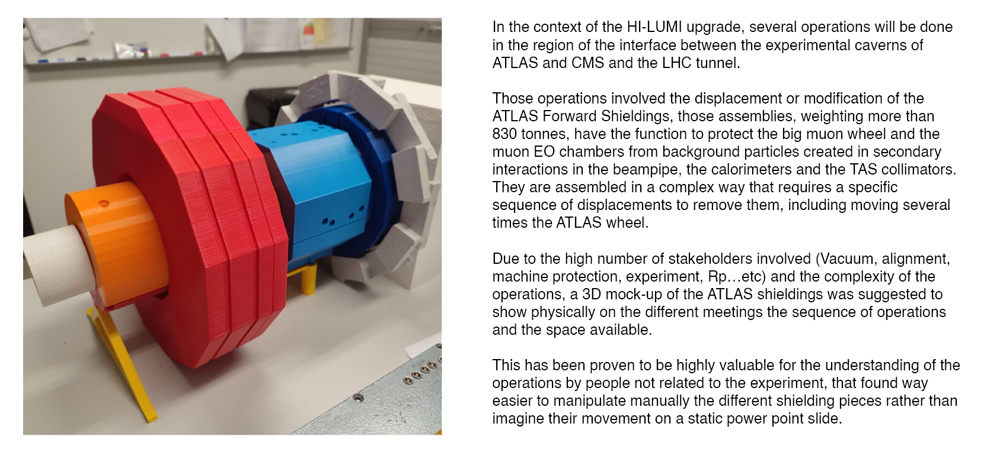 In the context of the HI-LUMI upgrade, several operations will be done
in the region of the interface between the experimental caverns of
ATLAS and CMS and the LHC tunnel.
Those operations involved the displacement or modification of the
ATLAS Forward Shieldings, those assemblies, weighting more than
830 tonnes, have the function to protect the big muon wheel and the
muon EO chambers from background particles created in secondary
interactions in the beampipe, the calorimeters and the TAS collimators.
They are assembled in a complex way that requires a specific
sequence of displacements to remove them, including moving several
times the ATLAS wheel.
Due to the high number of stakeholders involved (Vacuum, alignment,
machine protection, experiment, Rp…etc) and the complexity of the
operations, a 3D mock-up of the ATLAS shieldings was suggested to
show physically on the different meetings the sequence of operations
and the space available.
This has been proven to be highly valuable for the understanding of the
operations by people not related to the experiment, that found way
easier to manipulate manually the different shielding pieces rather than
imagine their movement on a static power point slide.